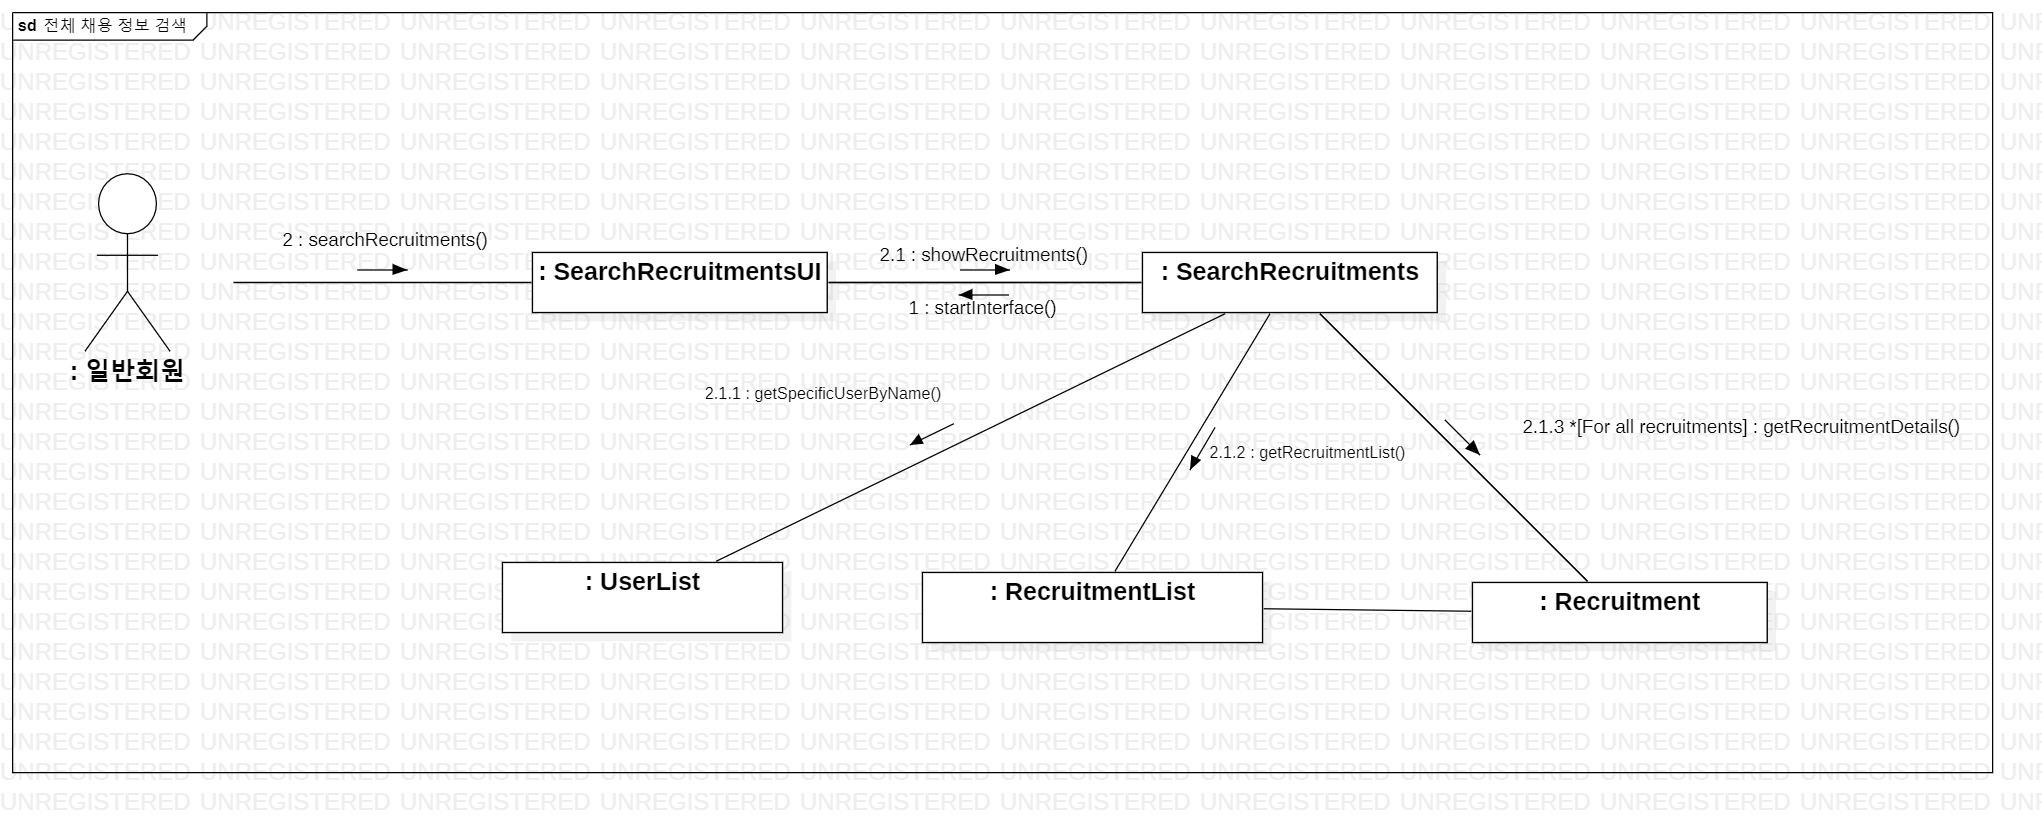 sd 전체 채용 정보 검색
2 : searchRecruitments()
2.1 : showRecruitments()
: SearchRecruitmentsUI
: SearchRecruitments
1 : startInterface()
: 일반회원
2.1.1 : getSpecificUserByName()
2.1.3 *[For all recruitments] : getRecruitmentDetails()
2.1.2 : getRecruitmentList()
: UserList
: RecruitmentList
: Recruitment
UNREGISTERED